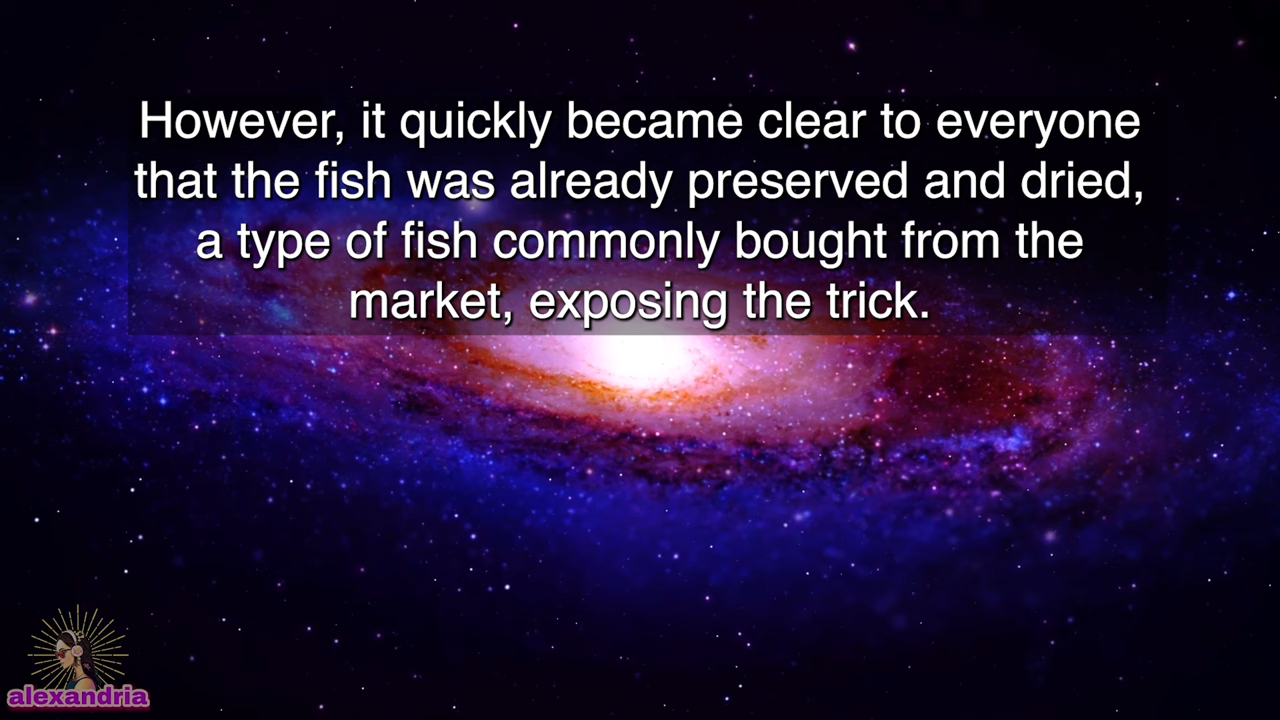 However, it quickly became clear to everyone
that the fish was already preserved and dried,
a type of fish commonly bought from the
market, exposing the trick.
alexandria